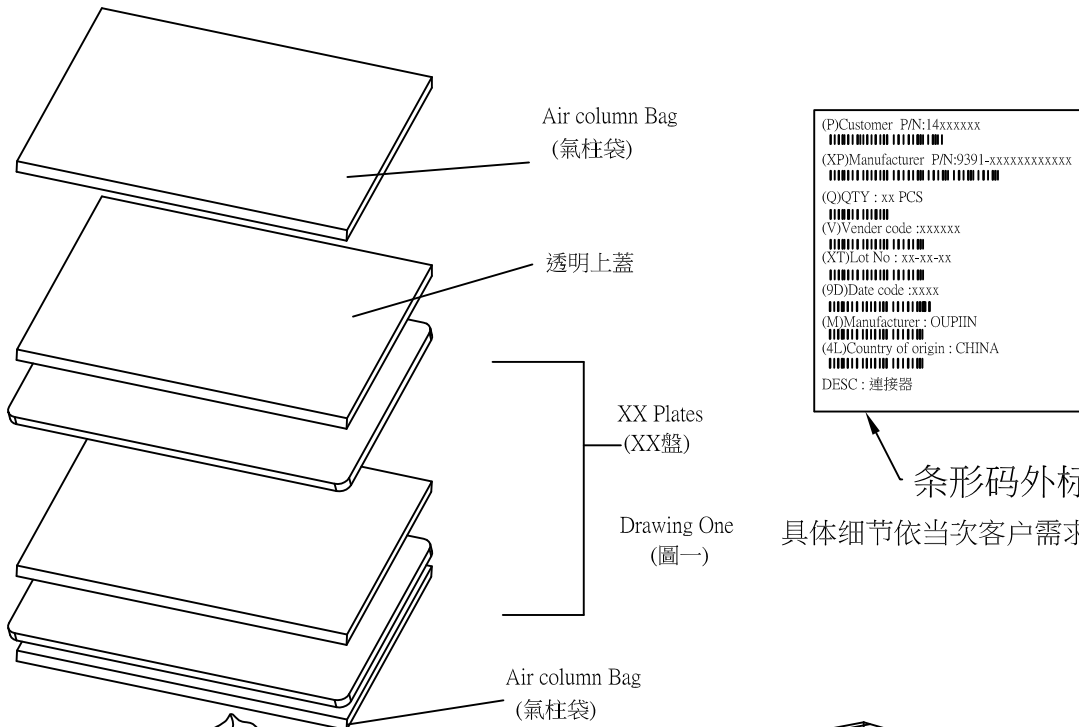 Air column Bag
(氣柱袋)
透明上蓋
XX Plates
(XX盤)
Drawing One
(圖一)
Air column Bag
(氣柱袋)
(P)Customer P/N:14xxxxxx
(XP)Manufacturer P/N:9391-xxxxxxxxxxxx
(Q)QTY : xx PCS
(V)Vender code :xxxxxx
(XT)Lot No : xx-xx-xx
(9D)Date code :xxxx
(M)Manufacturer : OUPIIN
(4L)Country of origin : CHINA
DESC : 連接器
条形码外标
具体细节依当次客户需求